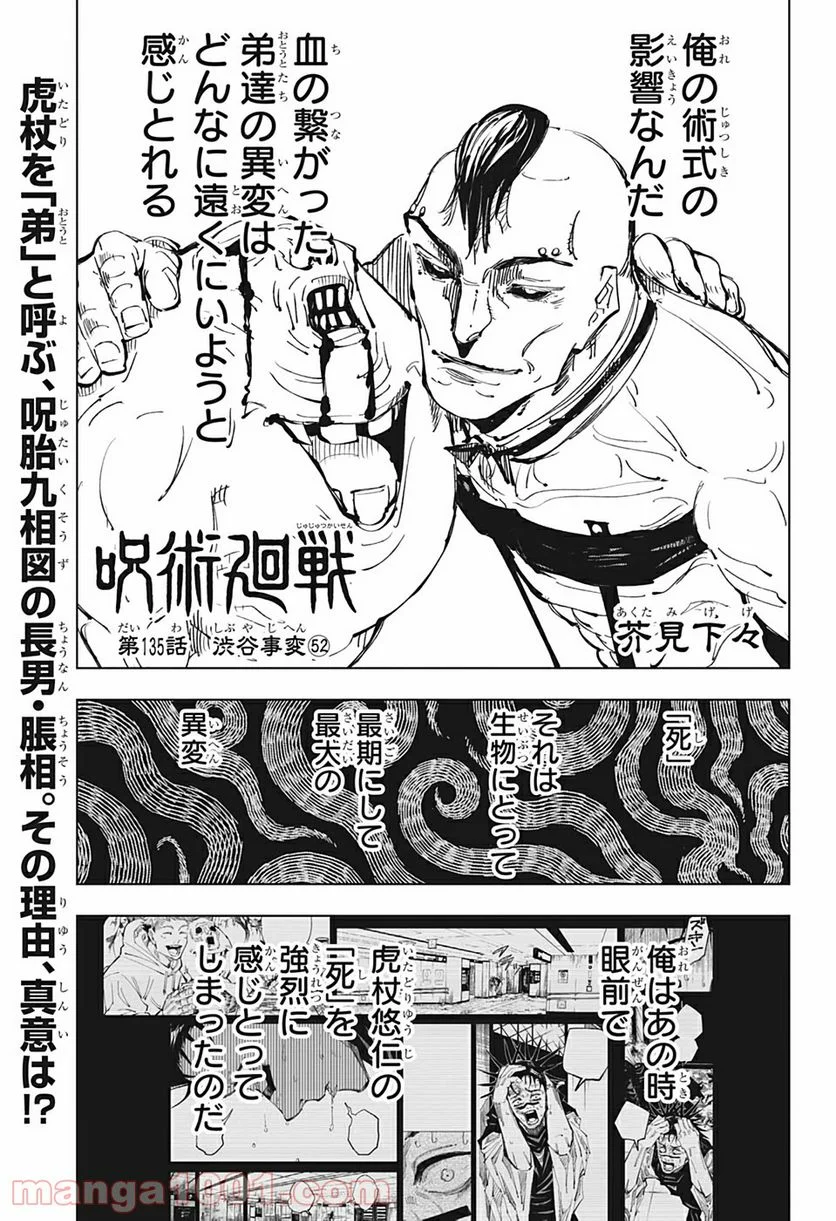 俺の術式の
影響なんだ
血の繋がった
弟達の異変は
どんなに遠くにいようと
感じとれる
呪術廻戦
第135話 渋谷事変52
芥見下々
「死」
それは
生物にとって
最期にして
最大の
異変
俺はあの時
眼前で
虎杖悠仁の
「死」を
強烈に
感じとって
しまったのだ
ズキン
虎杖を「弟」と呼ぶ、呪胎九相図の長男・脹相。その理由、真意は!?
manga1001.com